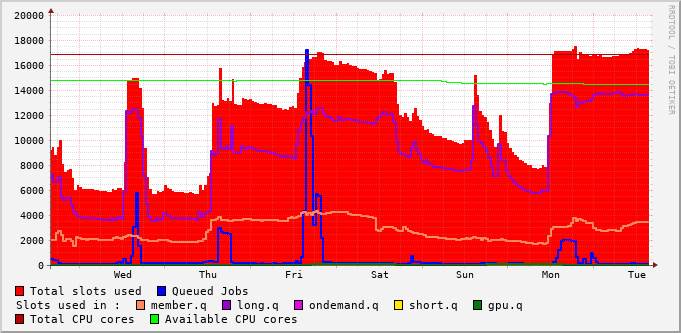 20000
18000
16000
14000
12000
10000
8000
6000
4000
2000
0
Wed Thu Fri Sat Sun Mon Tue
Total slots used Queued Jobs
Slots used in : member.q long.q ondemand.q short.q gpu.q
Total CPU cores Available CPU cores
RRDTOOL / TOBI OETIKER